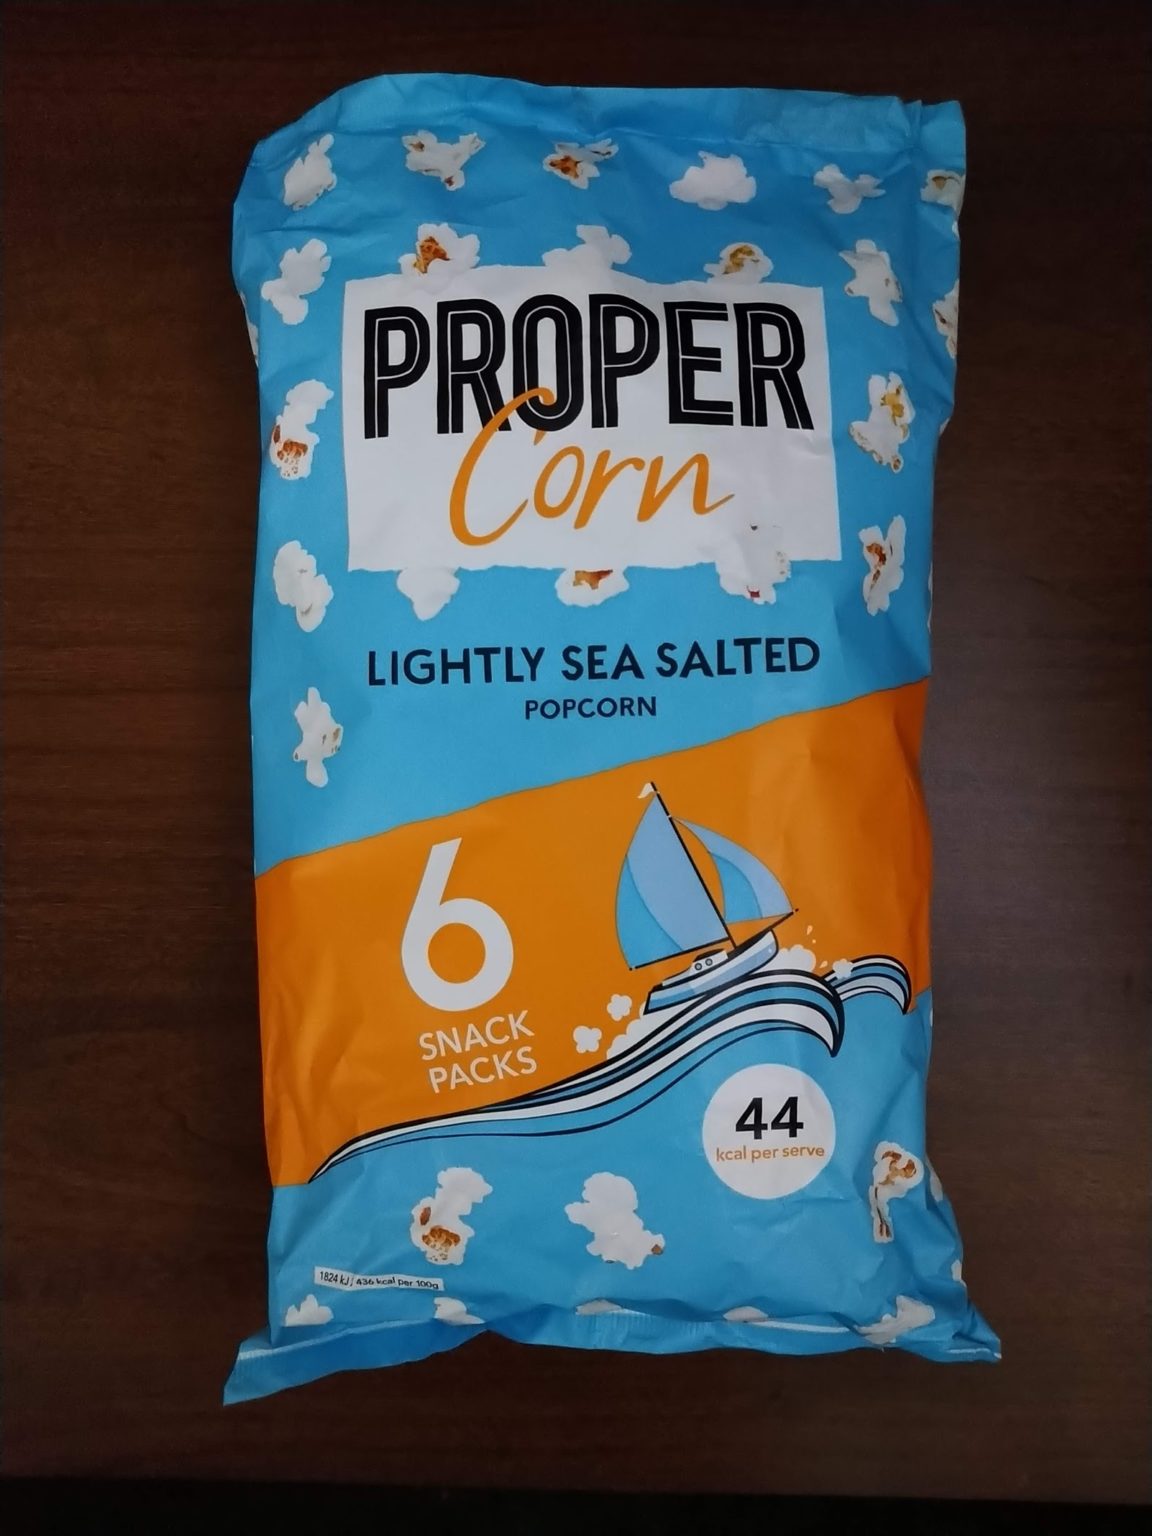 PROPER
Corn
LIGHTLY SEA SALTED
POPCORN
6
SNACK
PACKS
44
kcal per serve
1824 kJ / 436 kcal per 100g